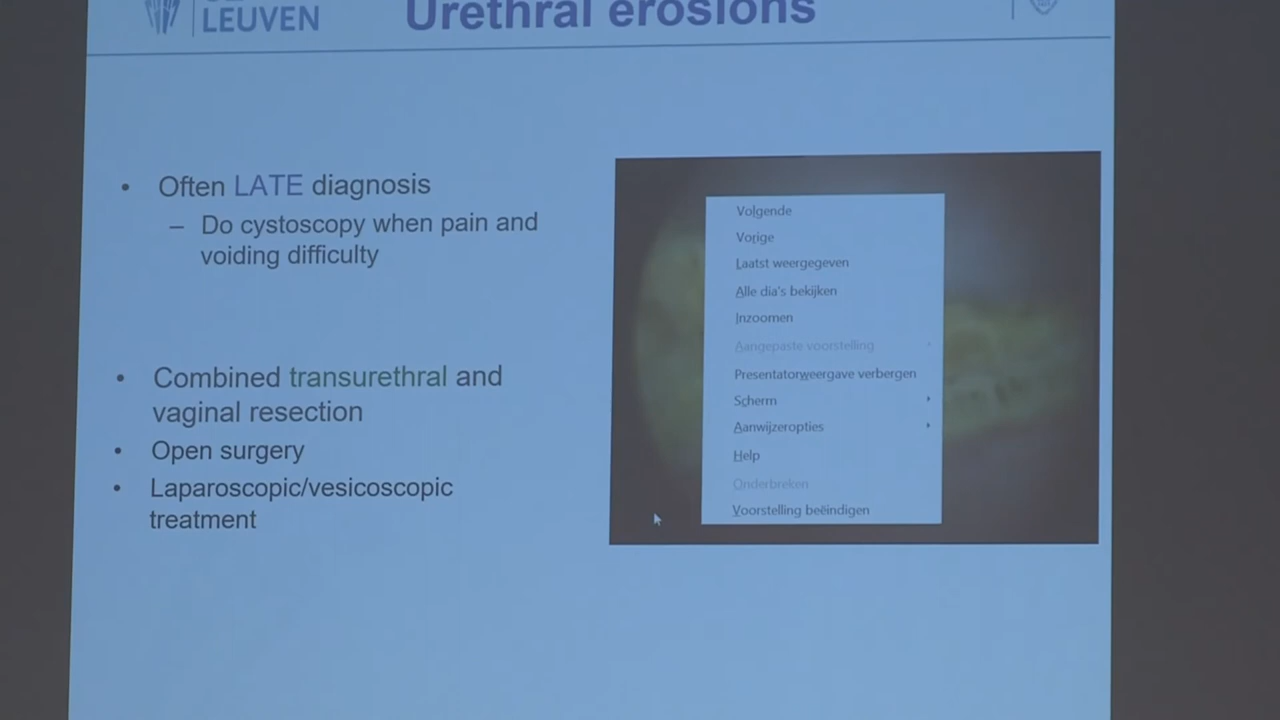 LEUVEN
Urethral erosions
• Often LATE diagnosis
– Do cystoscopy when pain and
voiding difficulty
• Combined transurethral and
vaginal resection
• Open surgery
• Laparoscopic/vesicoscopic
treatment
Volgende
Vorige
Laatst weergegeven
Alle dia's bekijken
Inzoomen
Aangepaste voorstelling
Presentatorweergave verbergen
Scherm
Aanwijzeropties
Help
Onderbreken
Voorstelling beëindigen